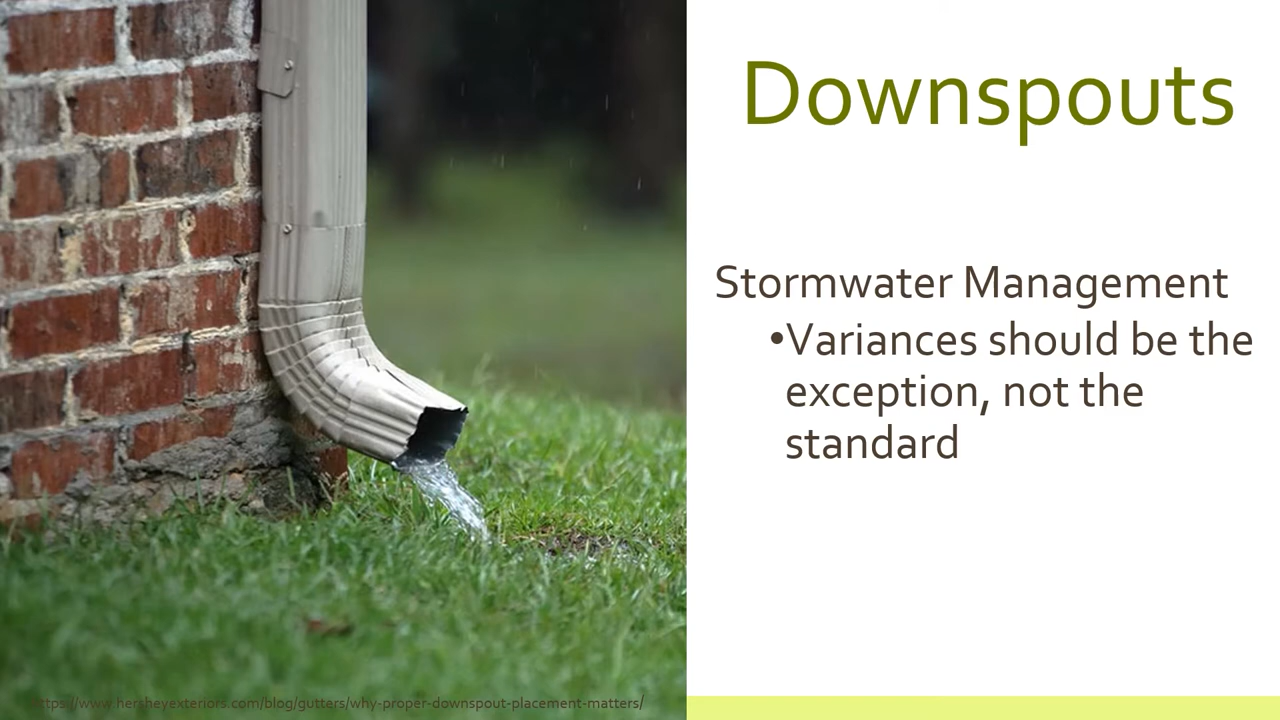 Downspouts
Stormwater Management
•Variances should be the
exception, not the
standard
https://www.hersheyexteriors.com/blog/gutters/why-proper-downspout-placement-matters/